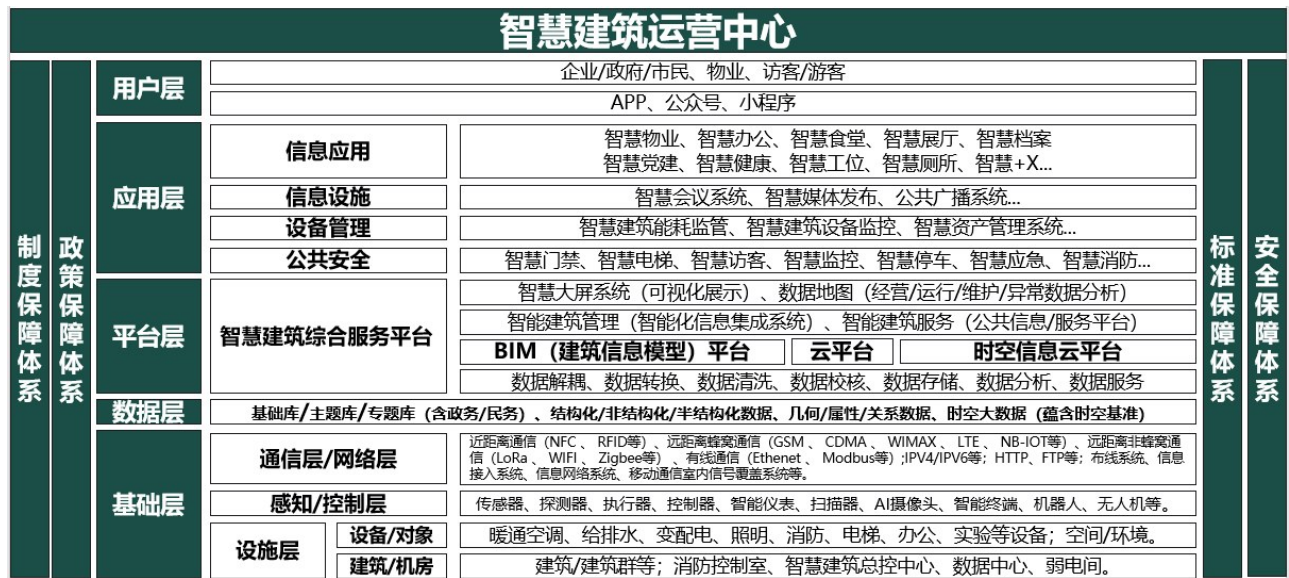 智慧建筑运营中心
制度保障体系
政策保障体系
用户层
企业/政府/市民、物业、访客/游客
APP、公众号、小程序
应用层
信息应用
智慧物业、智慧办公、智慧食堂、智慧展厅、智慧档案
智慧党建、智慧健康、智慧工位、智慧厕所、智慧+X...
信息设施
智慧会议系统、智慧媒体发布、公共广播系统...
设备管理
智慧建筑能耗监管、智慧建筑设备监控、智慧资产管理系统...
公共安全
智慧门禁、智慧电梯、智慧访客、智慧监控、智慧停车、智慧应急、智慧消防...
平台层
智慧建筑综合服务平台
智慧大屏系统（可视化展示）、数据地图（经营/运行/维护/异常数据分析）
智能建筑管理（智能化信息集成系统）、智能建筑服务（公共信息/服务平台）
BIM（建筑信息模型）平台
云平台
时空信息云平台
数据解耦、数据转换、数据清洗、数据校核、数据存储、数据分析、数据服务
数据层
基础库/主题库/专题库（含政务/民务）、结构化/非结构化/半结构化数据、几何/属性/关系数据、时空大数据（蕴含时空基准）
基础层
通信层/网络层
近距离通信（NFC 、 RFID等）、远距离蜂窝通信（GSM 、 CDMA 、 WIMAX 、 LTE 、 NB-IOT等）、远距离非蜂窝通
信（LoRa 、 WIFI 、 Zigbee等） 、有线通信（Ethenet 、 Modbus等）;IPV4/IPV6等；HTTP、FTP等；布线系统、信息
接入系统、信息网络系统、移动通信室内信号覆盖系统等。
感知/控制层
传感器、探测器、执行器、控制器、智能仪表、扫描器、AI摄像头、智能终端、机器人、无人机等。
设施层
设备/对象
暖通空调、给排水、变配电、照明、消防、电梯、办公、实验等设备；空间/环境。
建筑/机房
建筑/建筑群等；消防控制室、智慧建筑总控中心、数据中心、弱电间。
标准保障体系
安全保障体系